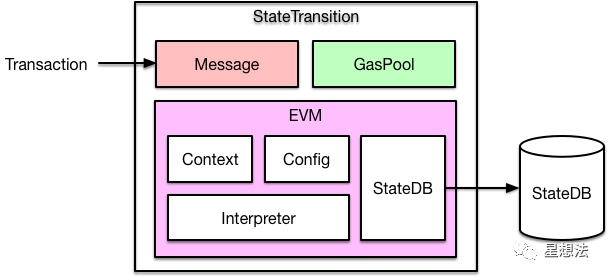 StateTransition
Transaction
Message
GasPool
EVM
Context
Config
StateDB
Interpreter
StateDB
星想法